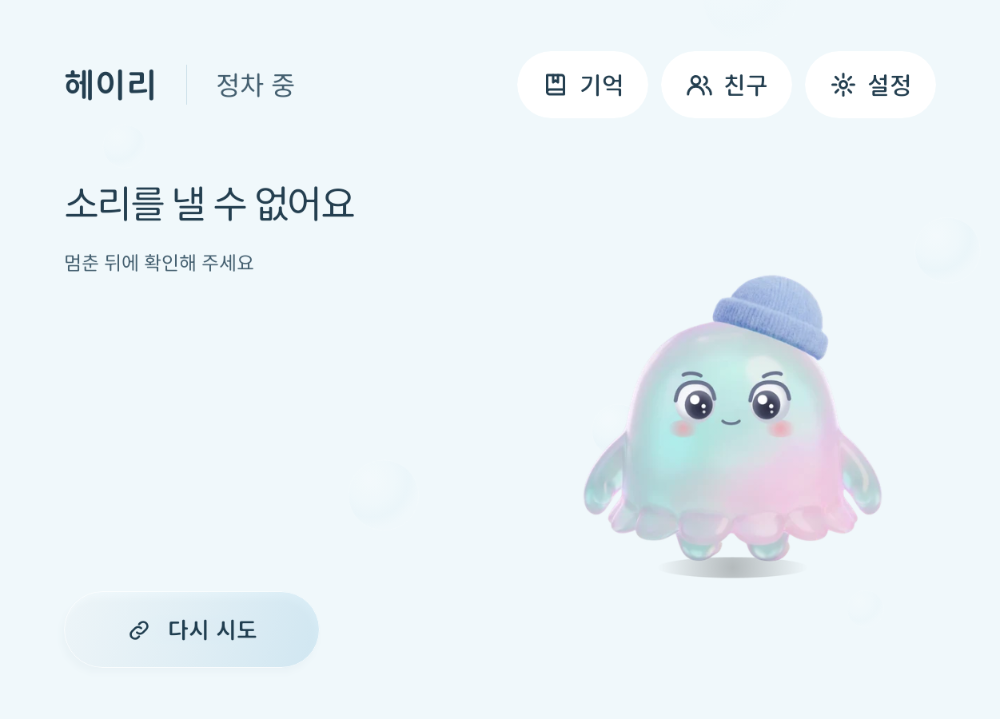 헤이리
정차 중
기억
친구
설정
소리를 낼 수 없어요
멈춘 뒤에 확인해 주세요
다시 시도